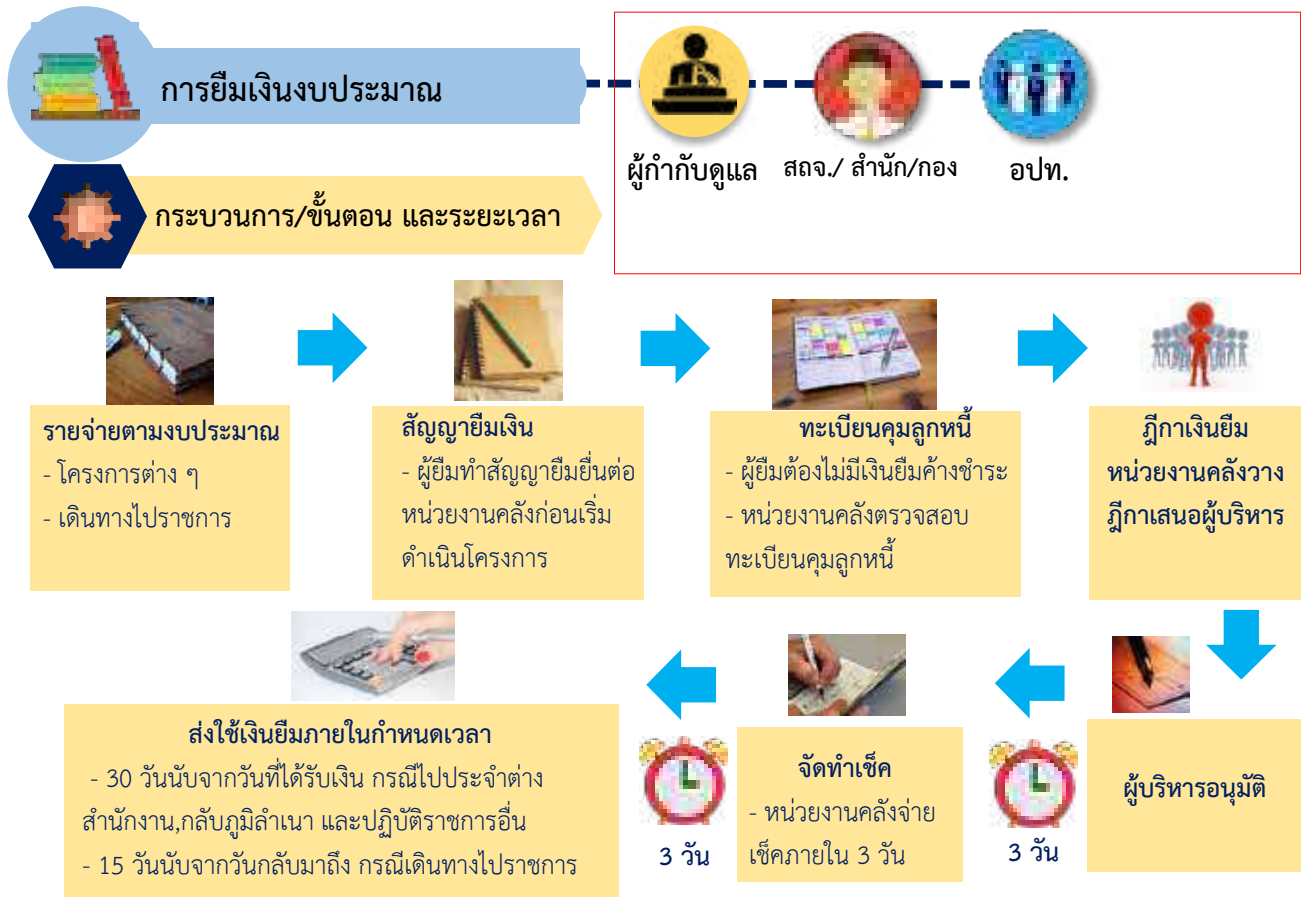 การยืมเงินงบประมาณ
ผู้กำกับดูแล
สถจ./ สำนัก/กอง
อปท.
กระบวนการ/ขั้นตอน และระยะเวลา
รายจ่ายตามงบประมาณ
- โครงการต่าง ๆ
- เดินทางไปราชการ
สัญญายืมเงิน
- ผู้ยืมทำสัญญายืมยื่นต่อ
หน่วยงานคลังก่อนเริ่ม
ดำเนินโครงการ
ทะเบียนคุมลูกหนี้
- ผู้ยืมต้องไม่มีเงินยืมค้างชำระ
- หน่วยงานคลังตรวจสอบ
ทะเบียนคุมลูกหนี้
ฎีกาเงินยืม
หน่วยงานคลังวาง
ฎีกาเสนอผู้บริหาร
ผู้บริหารอนุมัติ
3 วัน
จัดทำเช็ค
- หน่วยงานคลังจ่าย
เช็คภายใน 3 วัน
3 วัน
ส่งใช้เงินยืมภายในกำหนดเวลา
- 30 วันนับจากวันที่ได้รับเงิน กรณีไปประจำต่าง
สำนักงาน,กลับภูมิลำเนา และปฏิบัติราชการอื่น
- 15 วันนับจากวันกลับมาถึง กรณีเดินทางไปราชการ